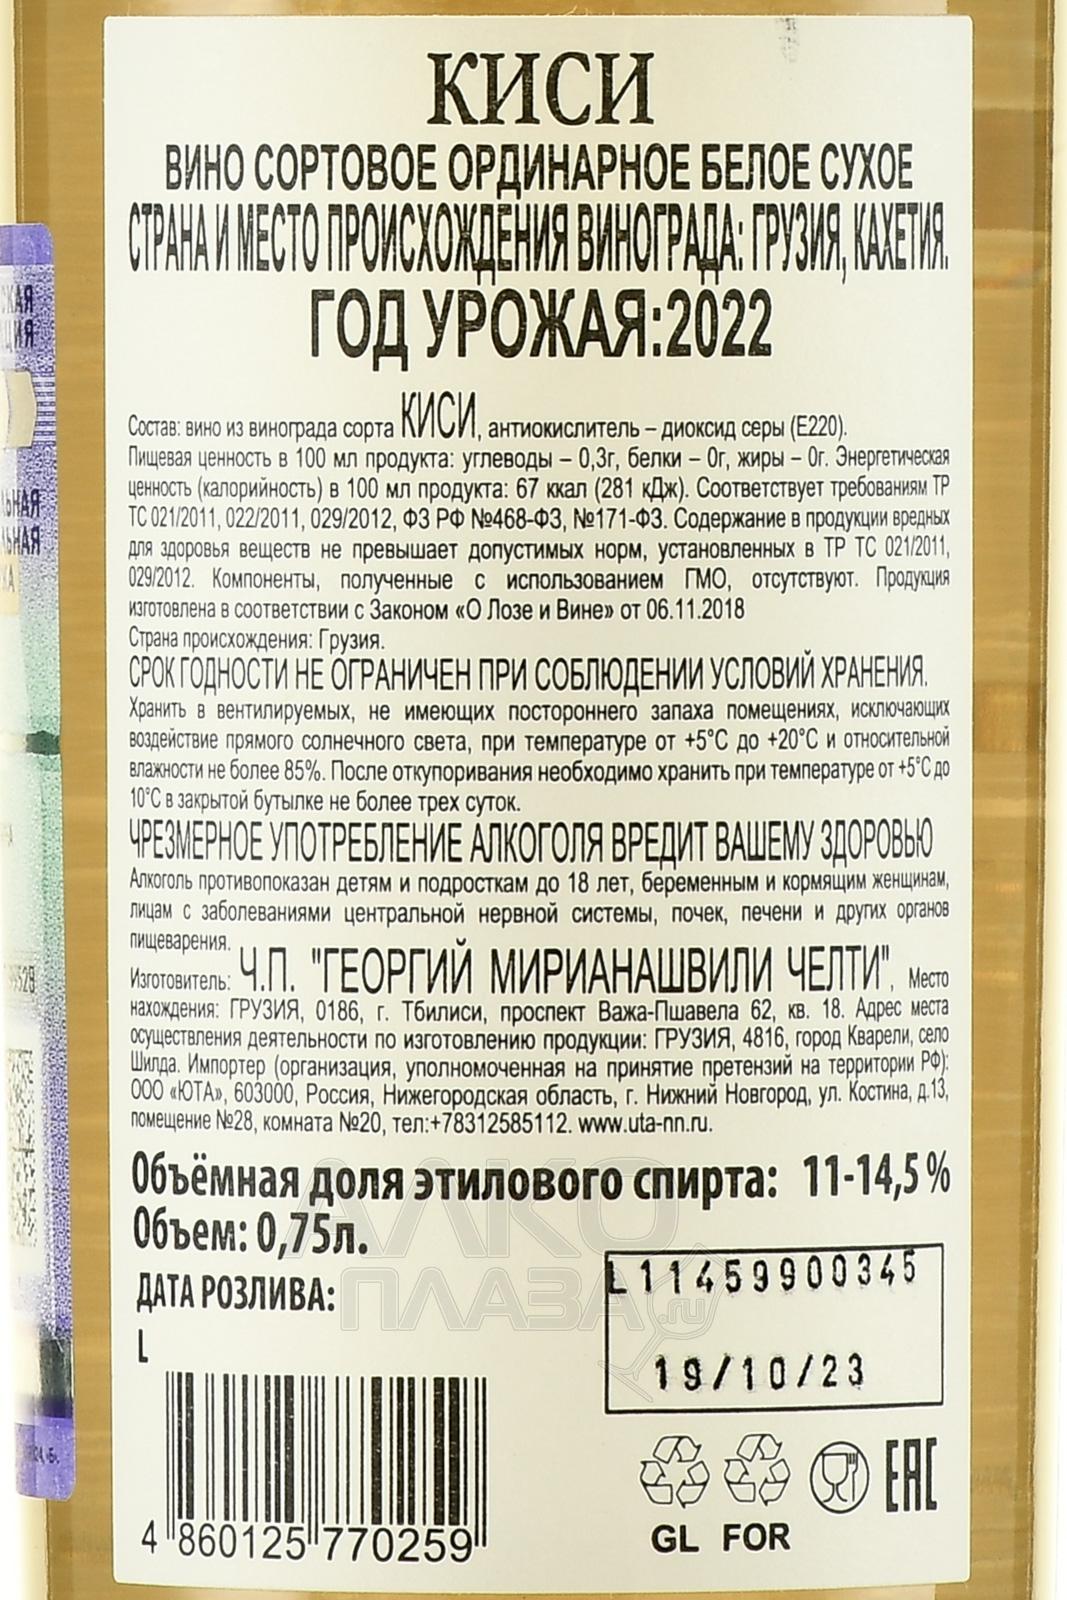 КИСИ
ВИНО СОРТОВОЕ ОРДИНАРНОЕ БЕЛОЕ СУХОЕ
СТРАНА И МЕСТО ПРОИСХОЖДЕНИЯ ВИНОГРАДА: ГРУЗИЯ, КАХЕТИЯ.
ГОД УРОЖАЯ:2022
Состав: вино из винограда сорта КИСИ, антиокислитель – диоксид серы (E220).
Пищевая ценность в 100 мл продукта: углеводы – 0,3г, белки – 0г, жиры – 0г. Энергетическая
ценность (калорийность) в 100 мл продукта: 67 ккал (281 кДж). Соответствует требованиям ТР
ТС 021/2011, 022/2011, 029/2012, ФЗ РФ №468-ФЗ, №171-ФЗ. Содержание в продукции вредных
для здоровья веществ не превышает допустимых норм, установленных в ТР ТС 021/2011,
029/2012. Компоненты, полученные с использованием ГМО, отсутствуют. Продукция
изготовлена в соответствии с Законом «О Лозе и Вине» от 06.11.2018
Страна происхождения: Грузия.
СРОК ГОДНОСТИ НЕ ОГРАНИЧЕН ПРИ СОБЛЮДЕНИИ УСЛОВИЙ ХРАНЕНИЯ.
Хранить в вентилируемых, не имеющих постороннего запаха помещениях, исключающих
воздействие прямого солнечного света, при температуре от +5°С до +20°С и относительной
влажности не более 85%. После откупоривания необходимо хранить при температуре от +5°С до
10°С в закрытой бутылке не более трех суток.
ЧРЕЗМЕРНОЕ УПОТРЕБЛЕНИЕ АЛКОГОЛЯ ВРЕДИТ ВАШЕМУ ЗДОРОВЬЮ
Алкоголь противопоказан детям и подросткам до 18 лет, беременным и кормящим женщинам,
лицам с заболеваниями центральной нервной системы, почек, печени и других органов
пищеварения.
Изготовитель: Ч.П. "ГЕОРГИЙ МИРИАНАШВИЛИ ЧЕЛТИ", Место
нахождения: ГРУЗИЯ, 0186, г. Тбилиси, проспект Важа-Пшавела 62, кв. 18. Адрес места
осуществления деятельности по изготовлению продукции: ГРУЗИЯ, 4816, город Кварели, село
Шилда. Импортер (организация, уполномоченная на принятие претензий на территории РФ):
ООО «ЮТА», 603000, Россия, Нижегородская область, г. Нижний Новгород, ул. Костина, д.13,
помещение №28, комната №20, тел:+78312585112. www.uta-nn.ru.
Объёмная доля этилового спирта: 11-14,5%
Объем: 0,75л.
ДАТА РОЗЛИВА:
L
L11459900345
19/10/23
4 860125 770259
GL FOR
EAC
АЛКО
ПЛАЗА.ru